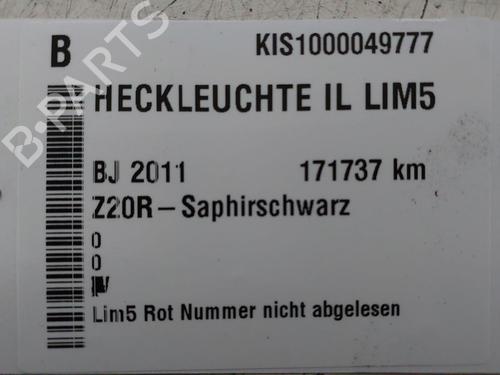 B KIS1000049777
HECKLEUCHTE IL LIM5
BJ 2011 171737 km
Z20R-Saphirschwarz
0
0
Lim5 Rot Nummer nicht abgelesen
B-PARTS